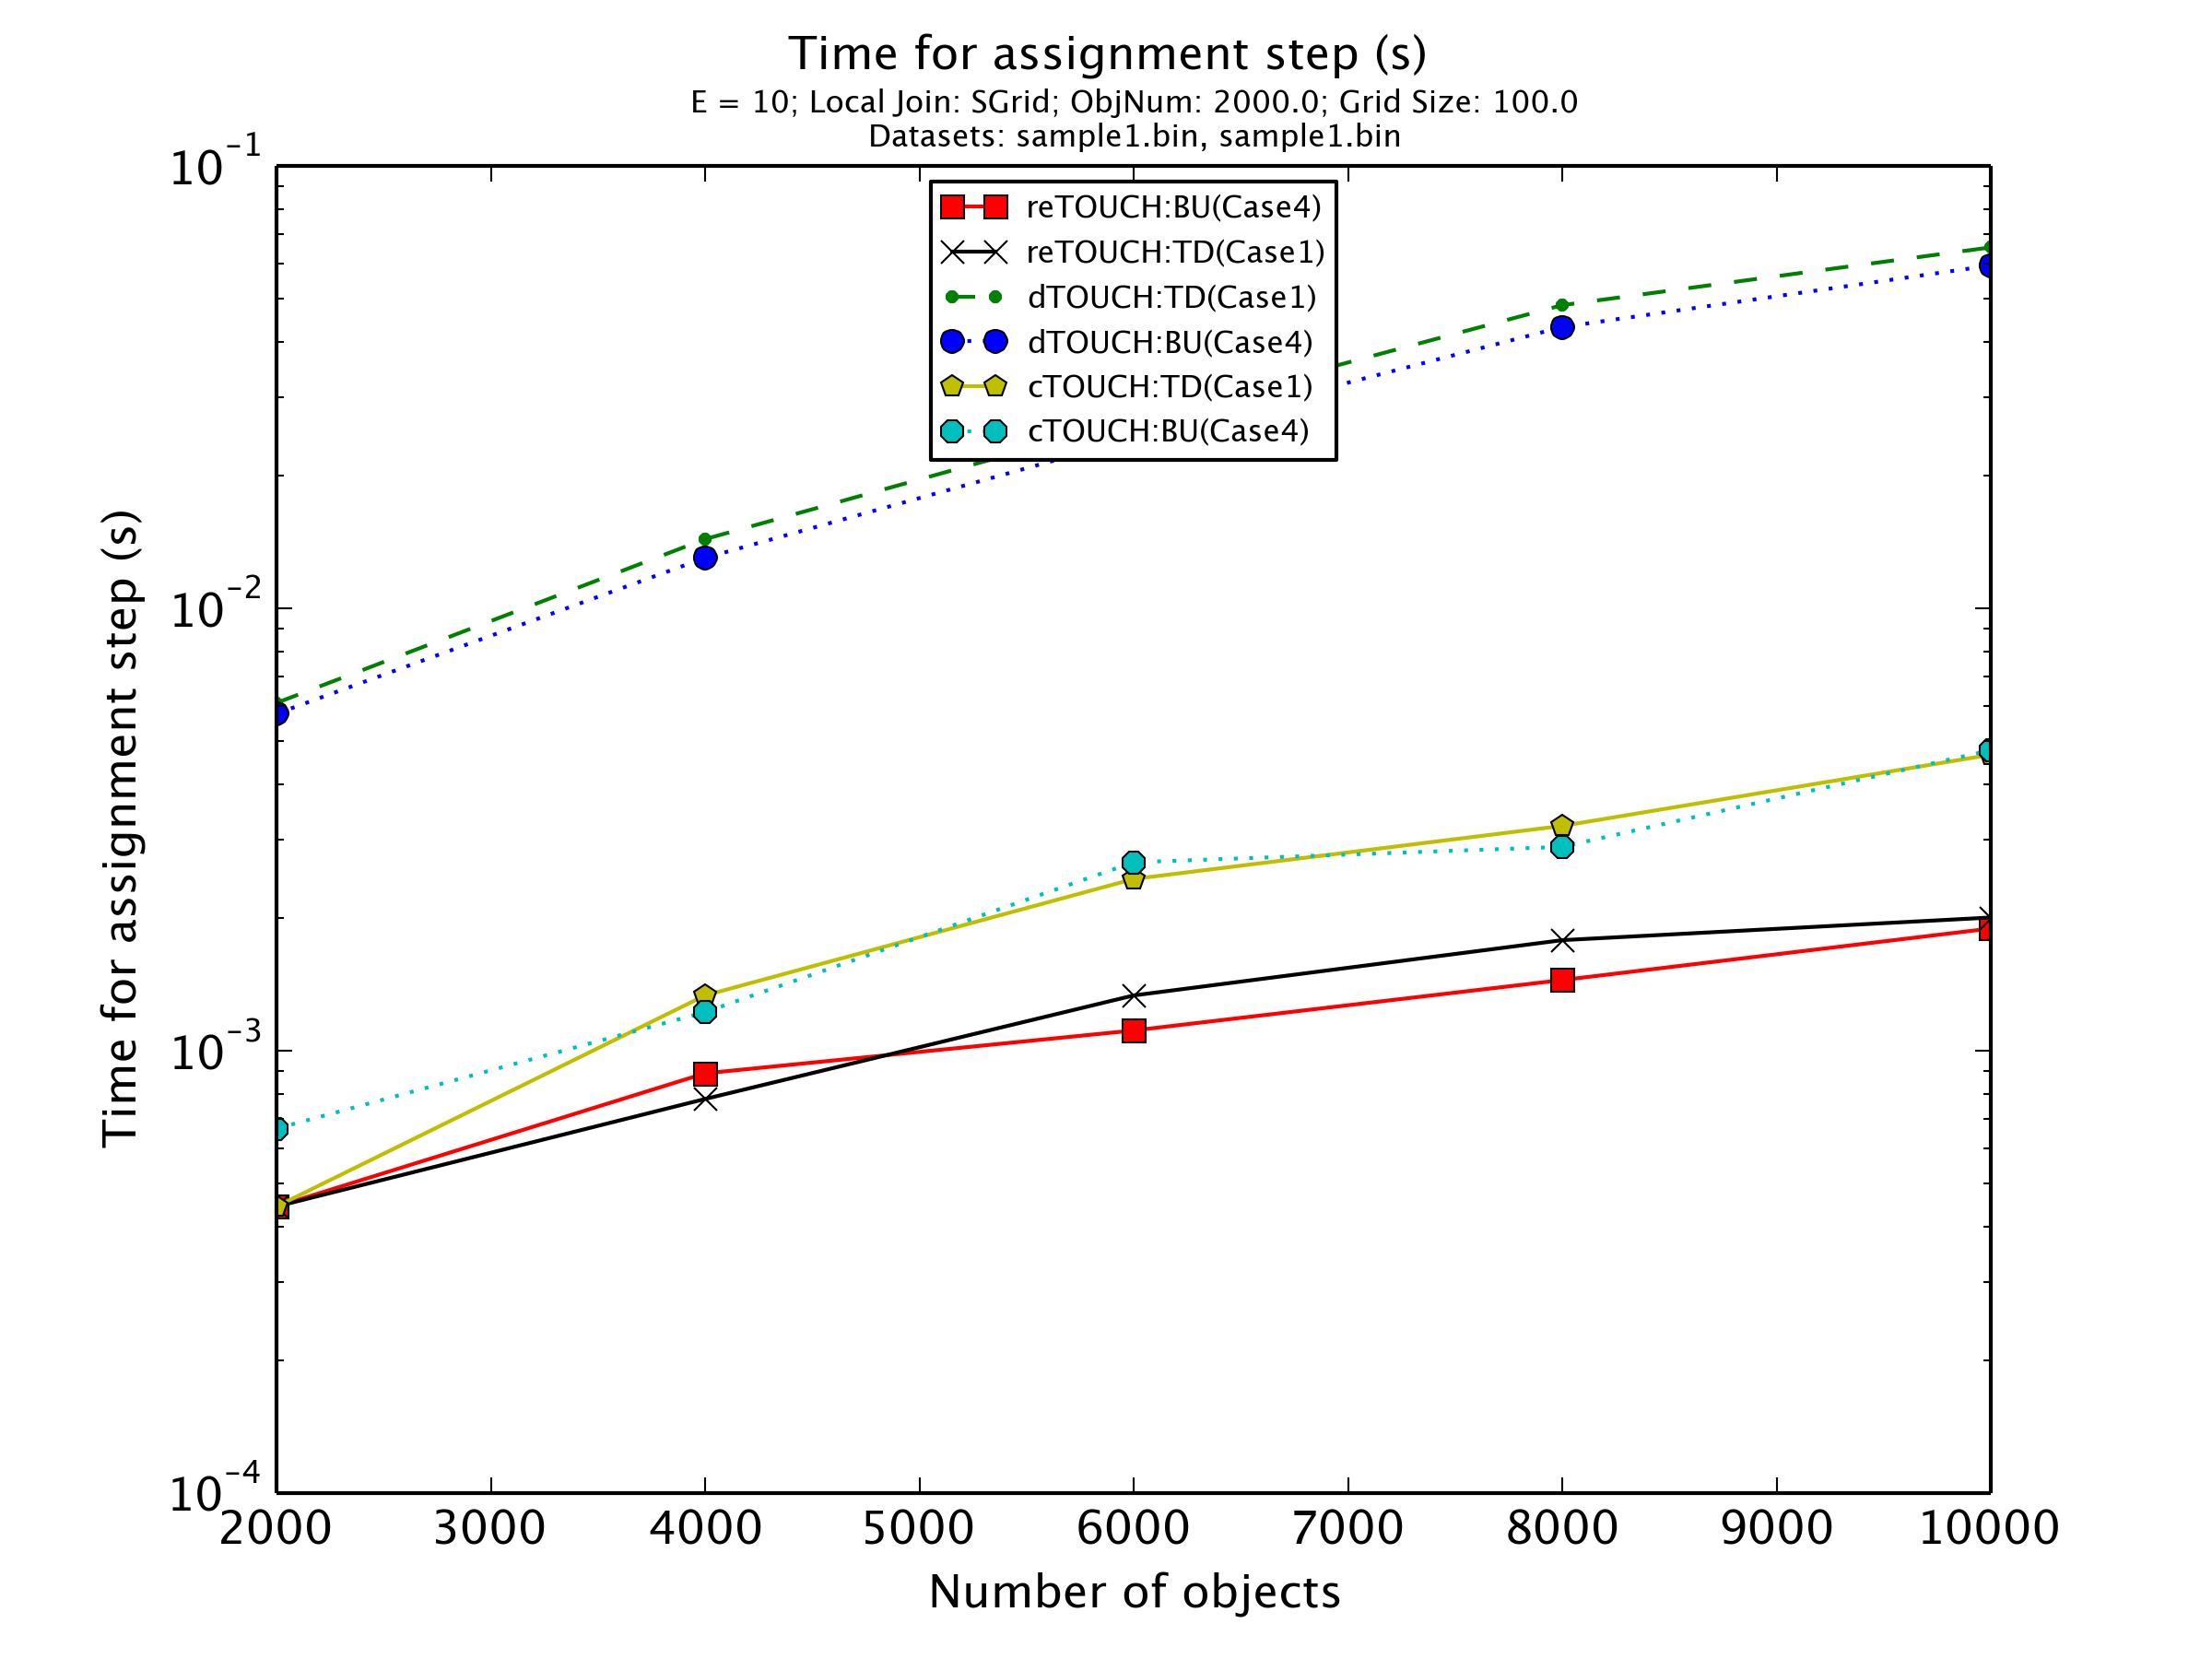 Time for assignment step (s)
E = 10; Local Join: SGrid; ObjNum: 2000.0; Grid Size: 100.0
Datasets: sample1.bin, sample1.bin
10^-1
10^-2
10^-3
10^-4
Time for assignment step (s)
reTOUCH:BU(Case4)
reTOUCH:TD(Case1)
dTOUCH:TD(Case1)
dTOUCH:BU(Case4)
cTOUCH:TD(Case1)
cTOUCH:BU(Case4)
2000 3000 4000 5000 6000 7000 8000 9000 10000
Number of objects